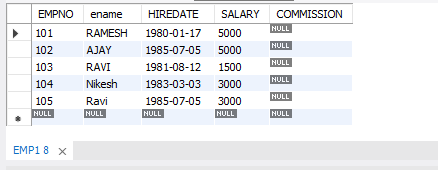 EMPNO ename HIREDATE SALARY COMMISSION
101 RAMESH 1980-01-17 5000 NULL
102 AJAY 1985-07-05 5000 NULL
103 RAVI 1981-08-12 1500 NULL
104 Nikesh 1983-03-03 3000 NULL
105 Ravi 1985-07-05 3000 NULL
NULL NULL NULL NULL NULL
EMP1 8